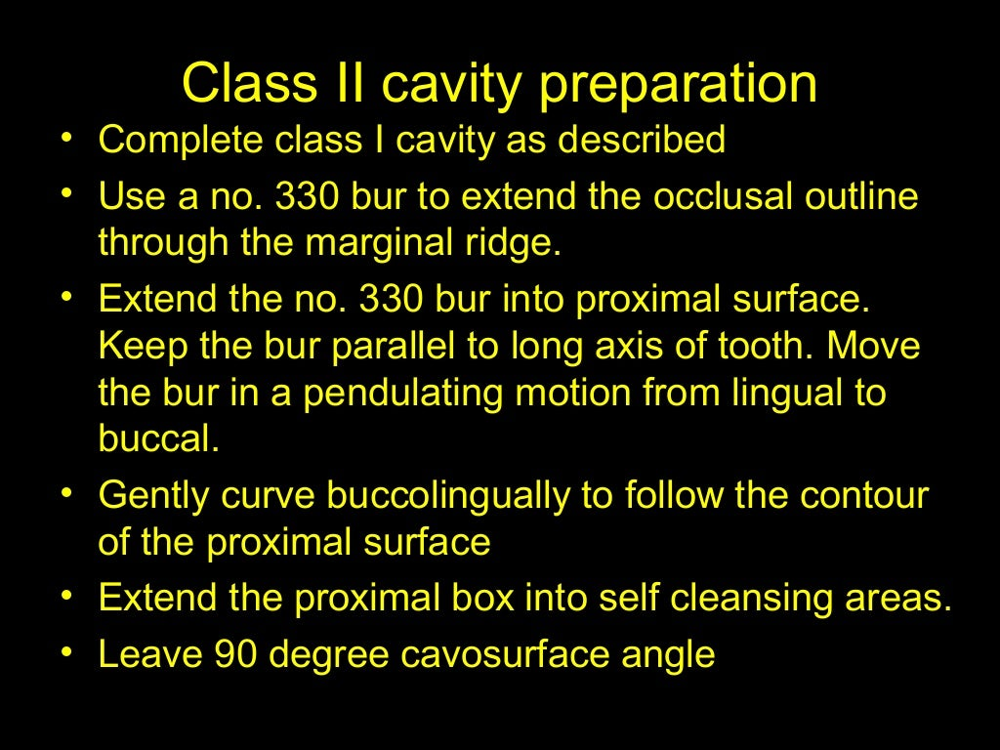 Class II cavity preparation
• Complete class I cavity as described
• Use a no. 330 bur to extend the occlusal outline
through the marginal ridge.
• Extend the no. 330 bur into proximal surface.
Keep the bur parallel to long axis of tooth. Move
the bur in a pendulating motion from lingual to
buccal.
• Gently curve buccolingually to follow the contour
of the proximal surface
• Extend the proximal box into self cleansing areas.
• Leave 90 degree cavosurface angle